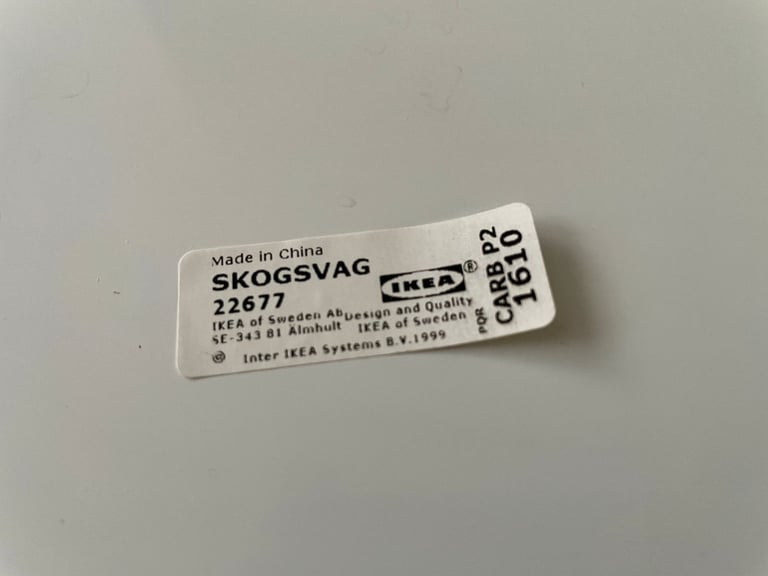 Made in China
SKOGSVAG
22677
IKEA®
IKEA of Sweden AB
SE-343 81 Älmhult
Design and Quality
IKEA of Sweden
© Inter IKEA Systems B.V.1999
PQR
CARB P2
1610